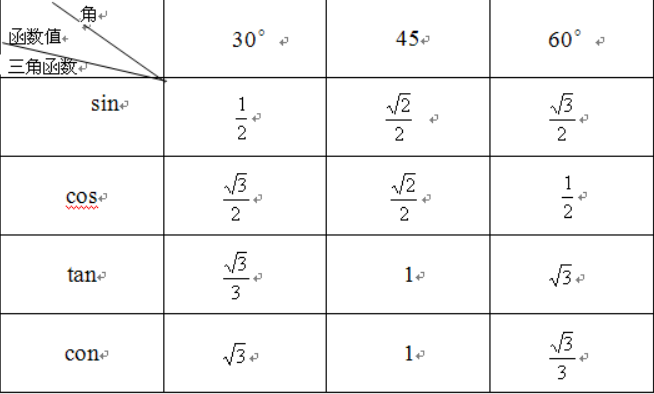 角
函数值
三角函数
30° 45 60°
sin 1/2 √2/2 √3/2
cos √3/2 √2/2 1/2
tan √3/3 1 √3
con √3 1 √3/3